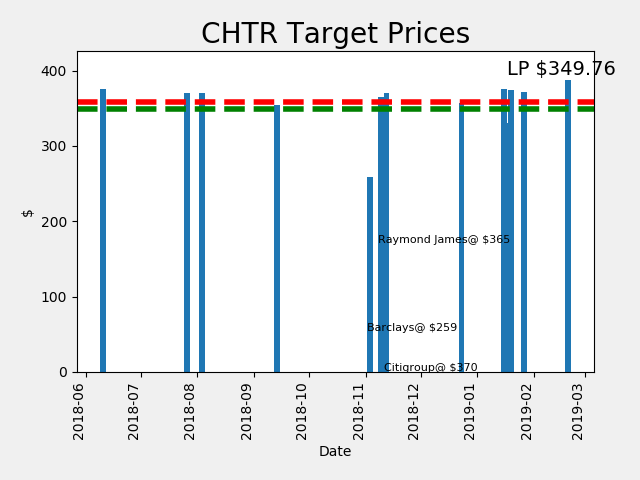 CHTR Target Prices
LP $349.76
400
300
200
100
0
$
Raymond James@ $365
Barclays@ $259
Citigroup@ $370
2018-06
2018-07
2018-08
2018-09
2018-10
2018-11
2018-12
2019-01
2019-02
2019-03
Date